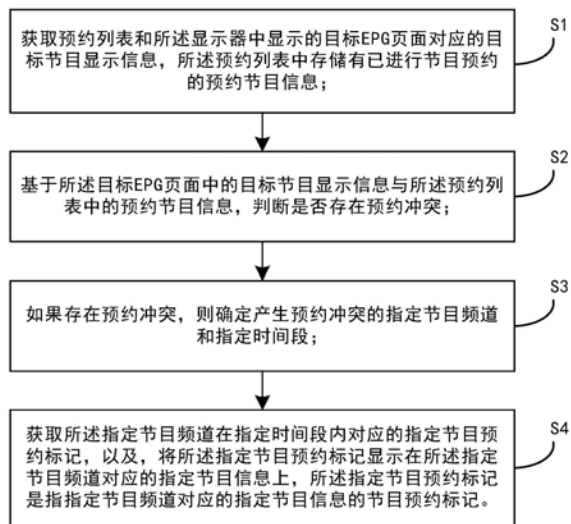 获取预约列表和所述显示器中显示的目标EPG页面对应的目
标节目显示信息，所述预约列表中存储有已进行节目预约
的预约节目信息；
S1
基于所述目标EPG页面中的目标节目显示信息与所述预约列
表中的预约节目信息，判断是否存在预约冲突；
S2
如果存在预约冲突，则确定产生预约冲突的指定节目频道
和指定时间段；
S3
获取所述指定节目频道在指定时间段内对应的指定节目预
约标记，以及，将所述指定节目预约标记显示在所述指定
节目频道对应的指定节目信息上，所述指定节目预约标记
是指指定节目频道对应的指定节目信息的节目预约标记。
S4